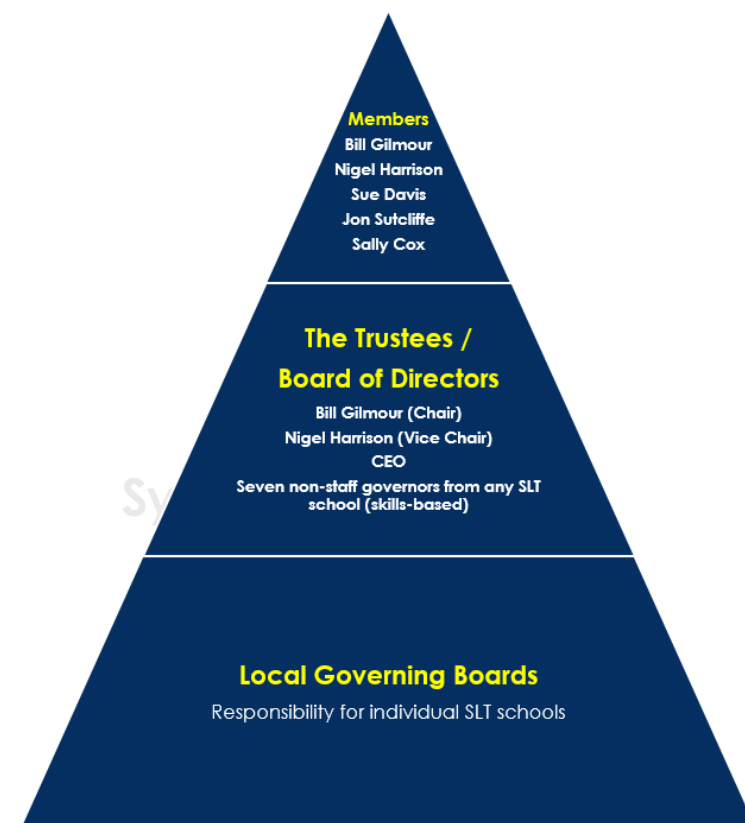 Members
Bill Gilmour
Nigel Harrison
Sue Davis
Jon Sutcliffe
Sally Cox
The Trustees /
Board of Directors
Bill Gilmour (Chair)
Nigel Harrison (Vice Chair)
CEO
Seven non-staff governors from any SLT
school (skills-based)
Local Governing Boards
Responsibility for individual SLT schools